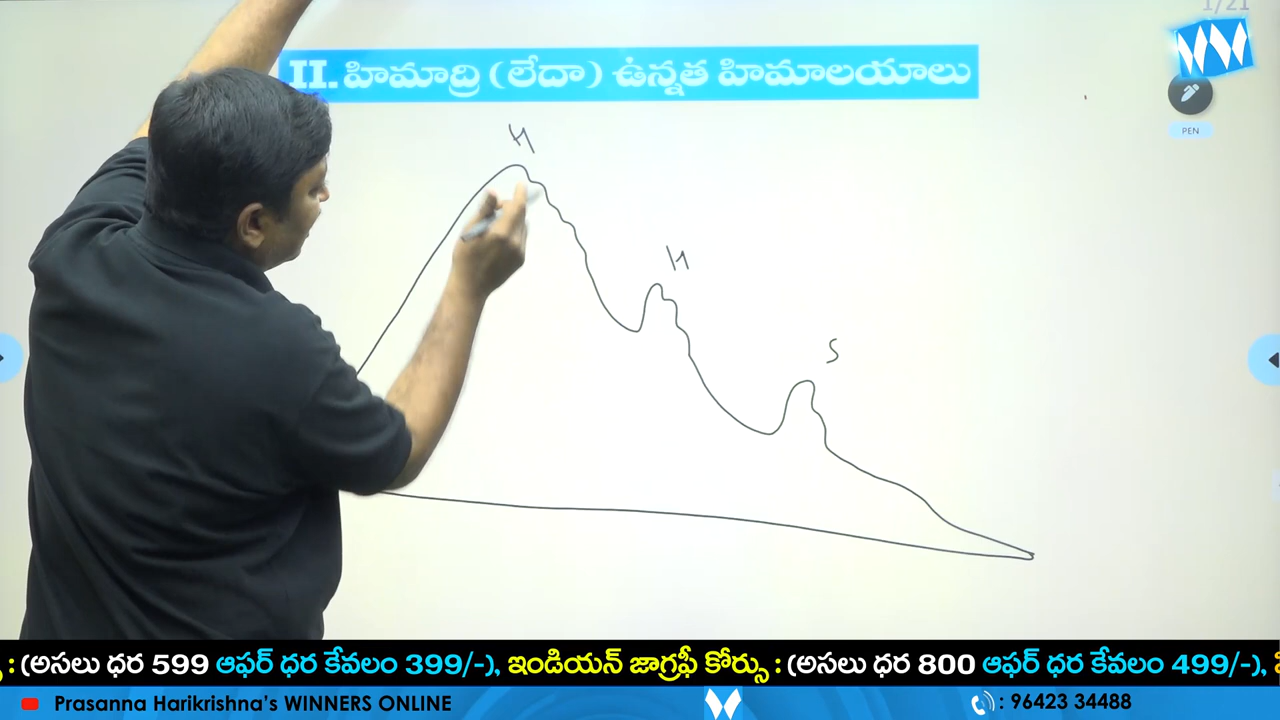 1/21
II. హిమాద్రి (లేదా) ఉన్నత హిమాలయాలు
PEN
H
H
S
: (అసలు ధర 599 ఆఫర్ ధర కేవలం 399/-), ఇండియన్ జాగ్రఫీ కోర్సు : (అసలు ధర 800 ఆఫర్ ధర కేవలం 499/-),
Prasanna Harikrishna's WINNERS ONLINE
W
: 96423 34488